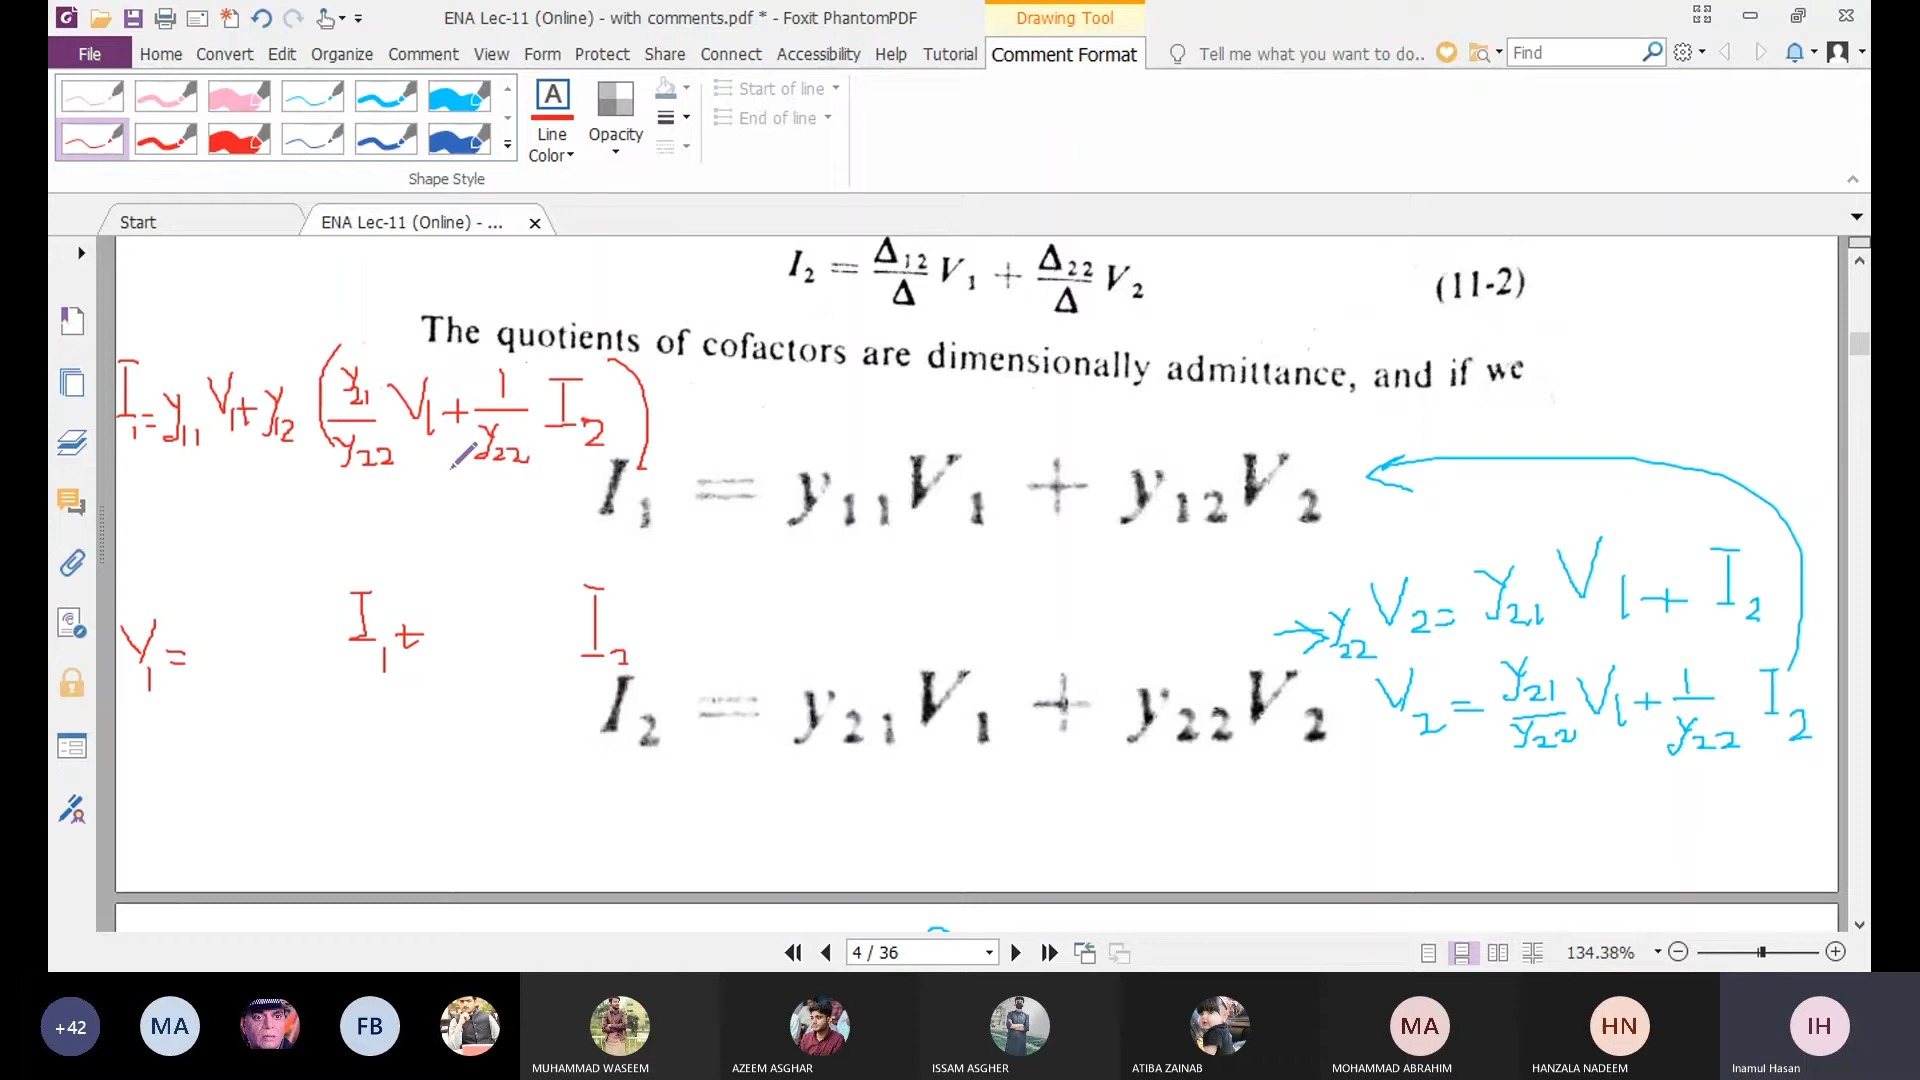 ENA Lec-11 (Online) - with comments.pdf * - Foxit PhantomPDF
Drawing Tool
File Home Convert Edit Organize Comment View Form Protect Share Connect Accessibility Help Tutorial Comment Format Tell me what you want to do.. Find
Line Color
Opacity
Start of line
End of line
Shape Style
Start
ENA Lec-11 (Online) - ...
I₂ = Δ₁₂/Δ V₁ + Δ₂₂/Δ V₂ (11-2)
The quotients of cofactors are dimensionally admittance, and if we
I₁ = y₁₁ V₁ + y₁₂ (y₂₁/y₂₂ V₁ + 1/y₂₂ I₂)
I₁ = y₁₁V₁ + y₁₂V₂
→ y₂₂ V₂ = y₂₁ V₁ + I₂
V₁ = I₁ + I₂
I₂ = y₂₁V₁ + y₂₂V₂
V₂ = y₂₁/y₂₂ V₁ + 1/y₂₂ I₂
4 / 36
134.38%
+42
MA
FB
MUHAMMAD WASEEM
AZEEM ASGHAR
ISSAM ASGHER
ATIBA ZAINAB
MA
MOHAMMAD ABRAHIM
HN
HANZALA NADEEM
IH
Inamul Hasan